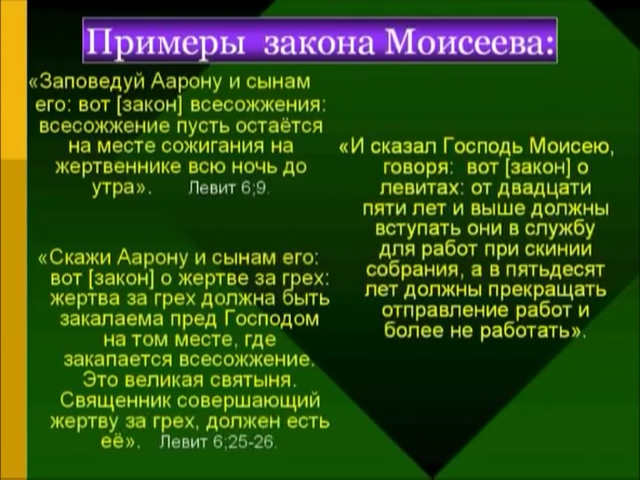 Примеры закона Моисеева:
«Заповедуй Аарону и сынам
его: вот [закон] всесожжения:
всесожжение пусть остаётся
на месте сожигания на
жертвеннике всю ночь до
утра». Левит 6;9.
«Скажи Аарону и сынам его:
вот [закон] о жертве за грех:
жертва за грех должна быть
закалаема пред Господом
на том месте, где
закапается всесожжение.
Это великая святыня.
Священник совершающий
жертву за грех, должен есть
её». Левит 6;25-26.
«И сказал Господь Моисею,
говоря: вот [закон] о
левитах: от двадцати
пяти лет и выше должны
вступать они в службу
для работ при скинии
собрания, а в пятьдесят
лет должны прекращать
отправление работ и
более не работать».